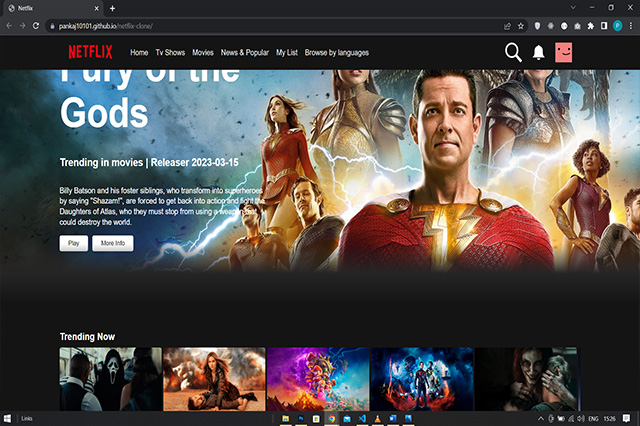 Netflix
pankaj10101.github.io/netflix-clone/
P
NETFLIX
Home
Tv Shows
Movies
News & Popular
My List
Browse by languages
Fury of the
Gods
Trending in movies | Releaser 2023-03-15
Billy Batson and his foster siblings, who transform into superheroes
by saying "Shazam!", are forced to get back into action and fight the
Daughters of Atlas, who they must stop from using a weapon that
could destroy the world.
Play
More Info
Trending Now
Links
ENG
15:26